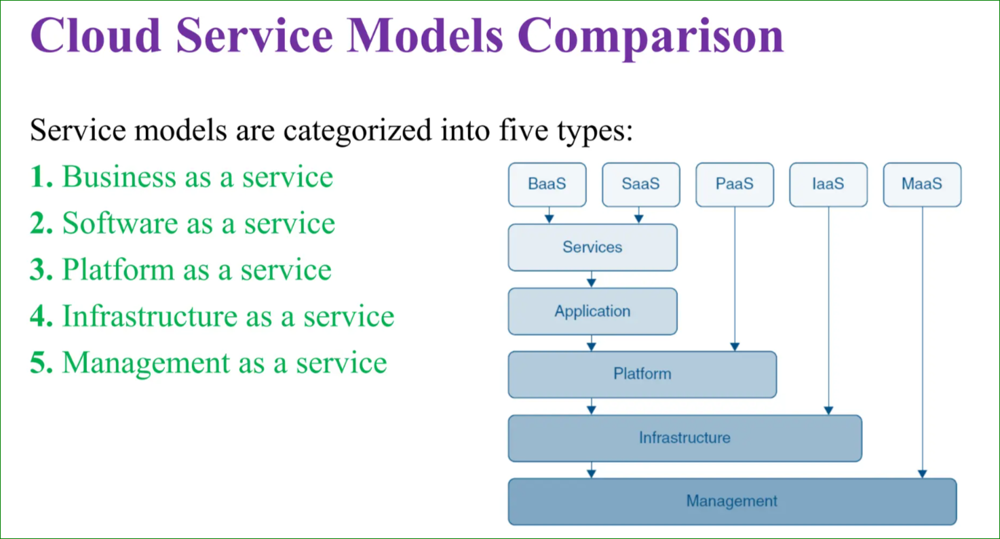 Cloud Service Models Comparison
Service models are categorized into five types:
1. Business as a service
2. Software as a service
3. Platform as a service
4. Infrastructure as a service
5. Management as a service
BaaS
SaaS
PaaS
IaaS
MaaS
Services
Application
Platform
Infrastructure
Management